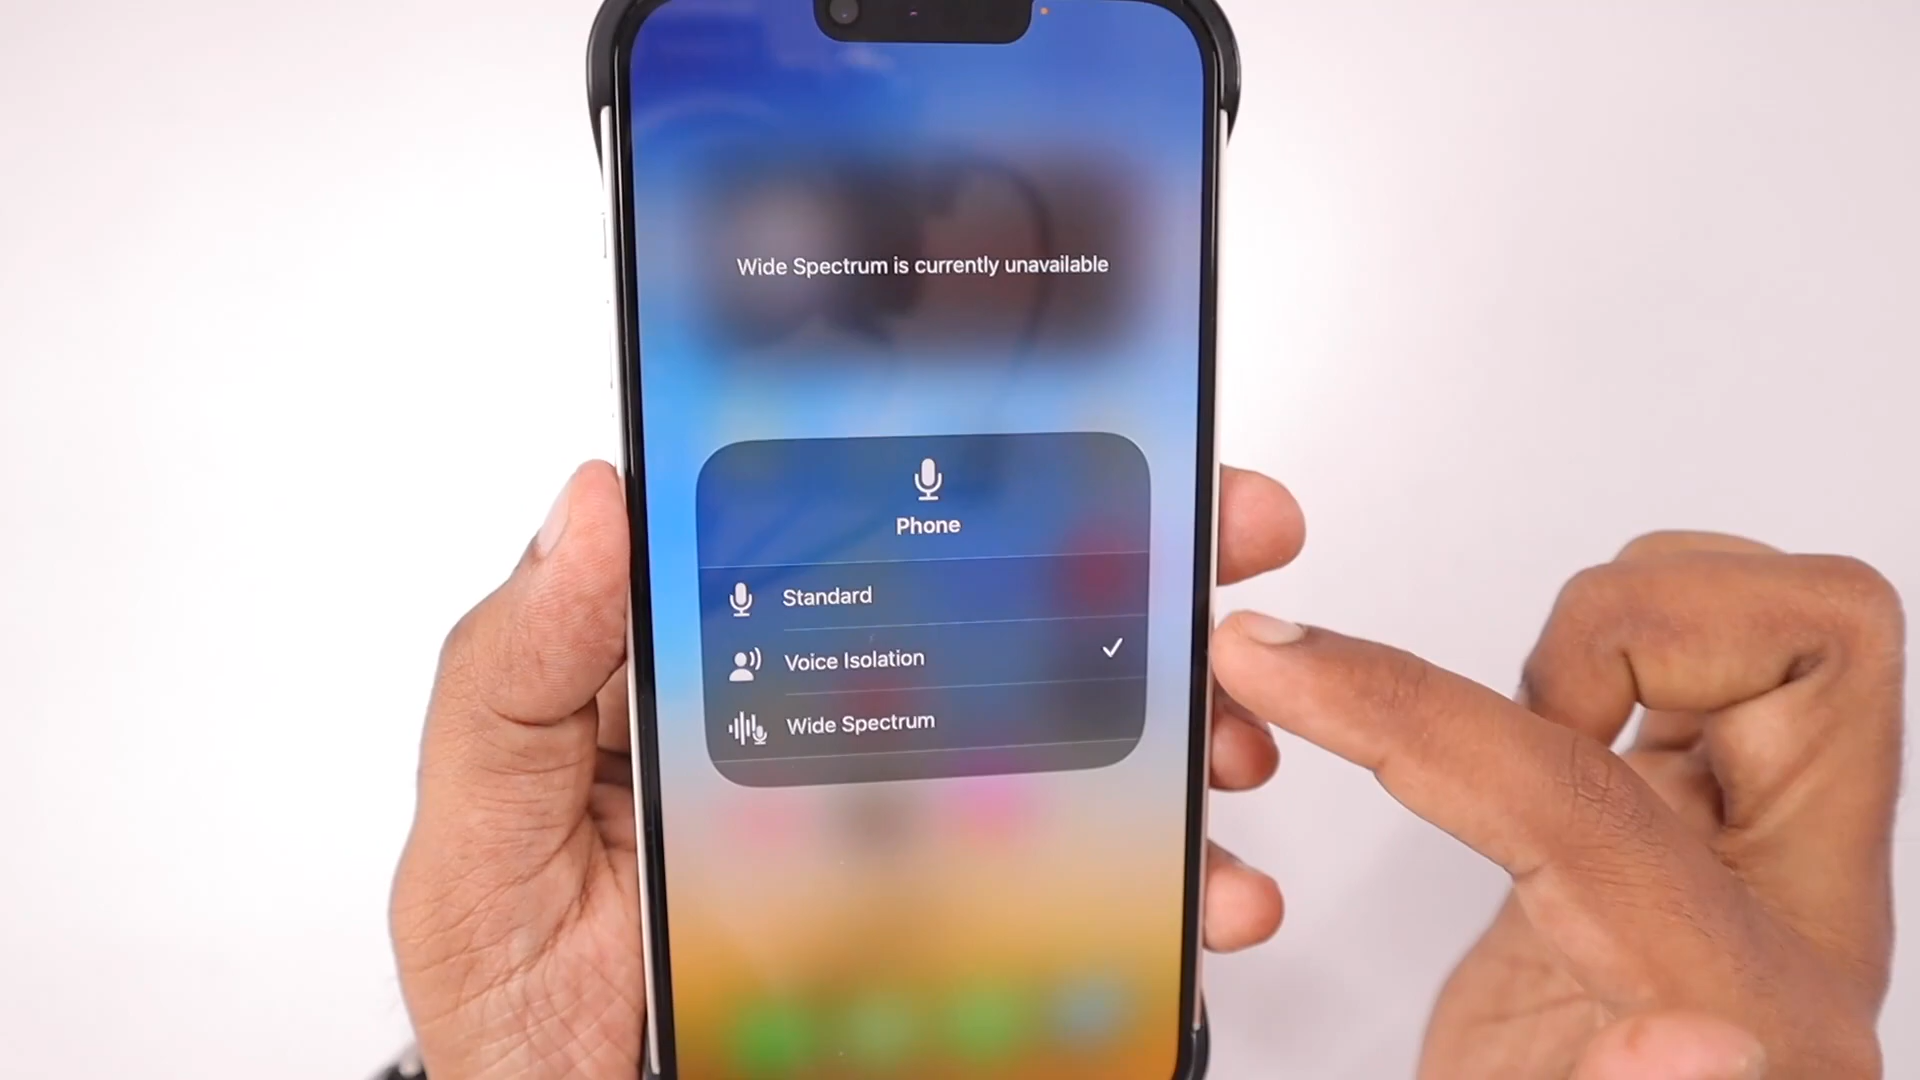 Wide Spectrum is currently unavailable
Phone
Standard
Voice Isolation
Wide Spectrum